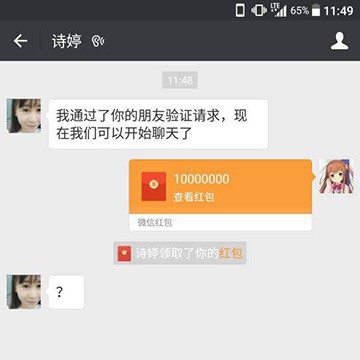 65% 11:49
诗婷
11:48
我通过了你的朋友验证请求，现
在我们可以开始聊天了
10000000
查看红包
微信红包
诗婷领取了你的红包
？